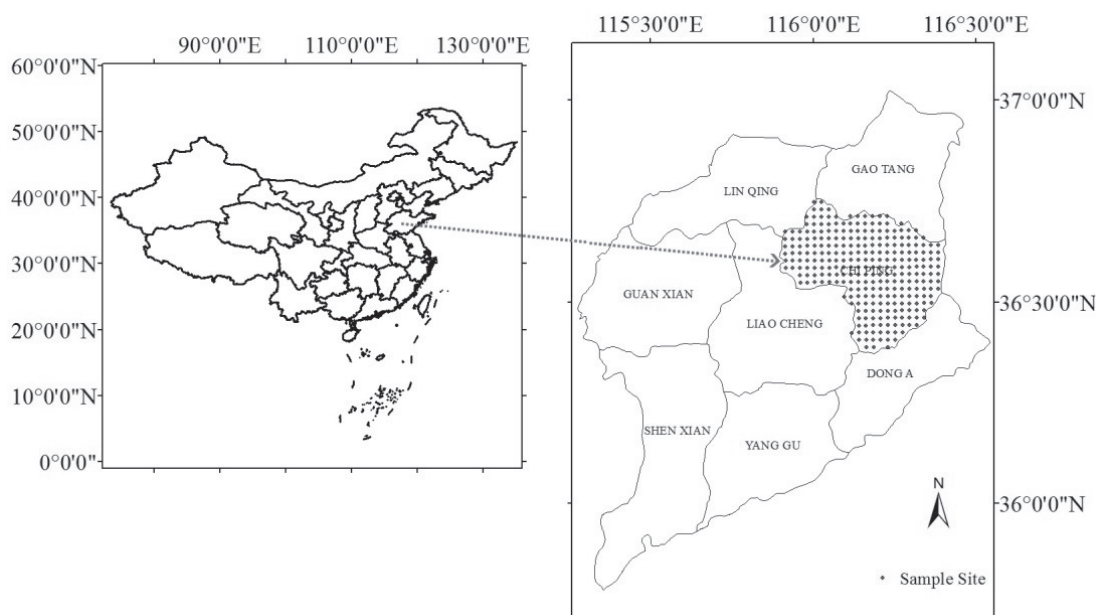 90°0'0"E 110°0'0"E 130°0'0"E
60°0'0"N
50°0'0"N
40°0'0"N
30°0'0"N
20°0'0"N
10°0'0"N
0°0'0"
115°30'0"E 116°0'0"E 116°30'0"E
37°0'0"N
36°30'0"N
36°0'0"N
GAO TANG
LIN QING
CHI PING
GUAN XIAN
LIAO CHENG
DONG A
SHEN XIAN
YANG GU
N
Sample Site